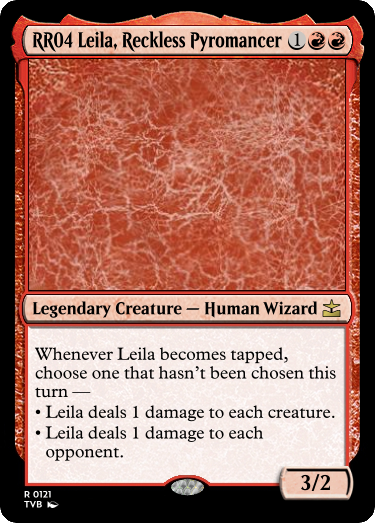 RR04 Leila, Reckless Pyromancer 1
Legendary Creature — Human Wizard
Whenever Leila becomes tapped,
choose one that hasn't been chosen this
turn —
• Leila deals 1 damage to each creature.
• Leila deals 1 damage to each
opponent.
3/2
R 0121
TVB